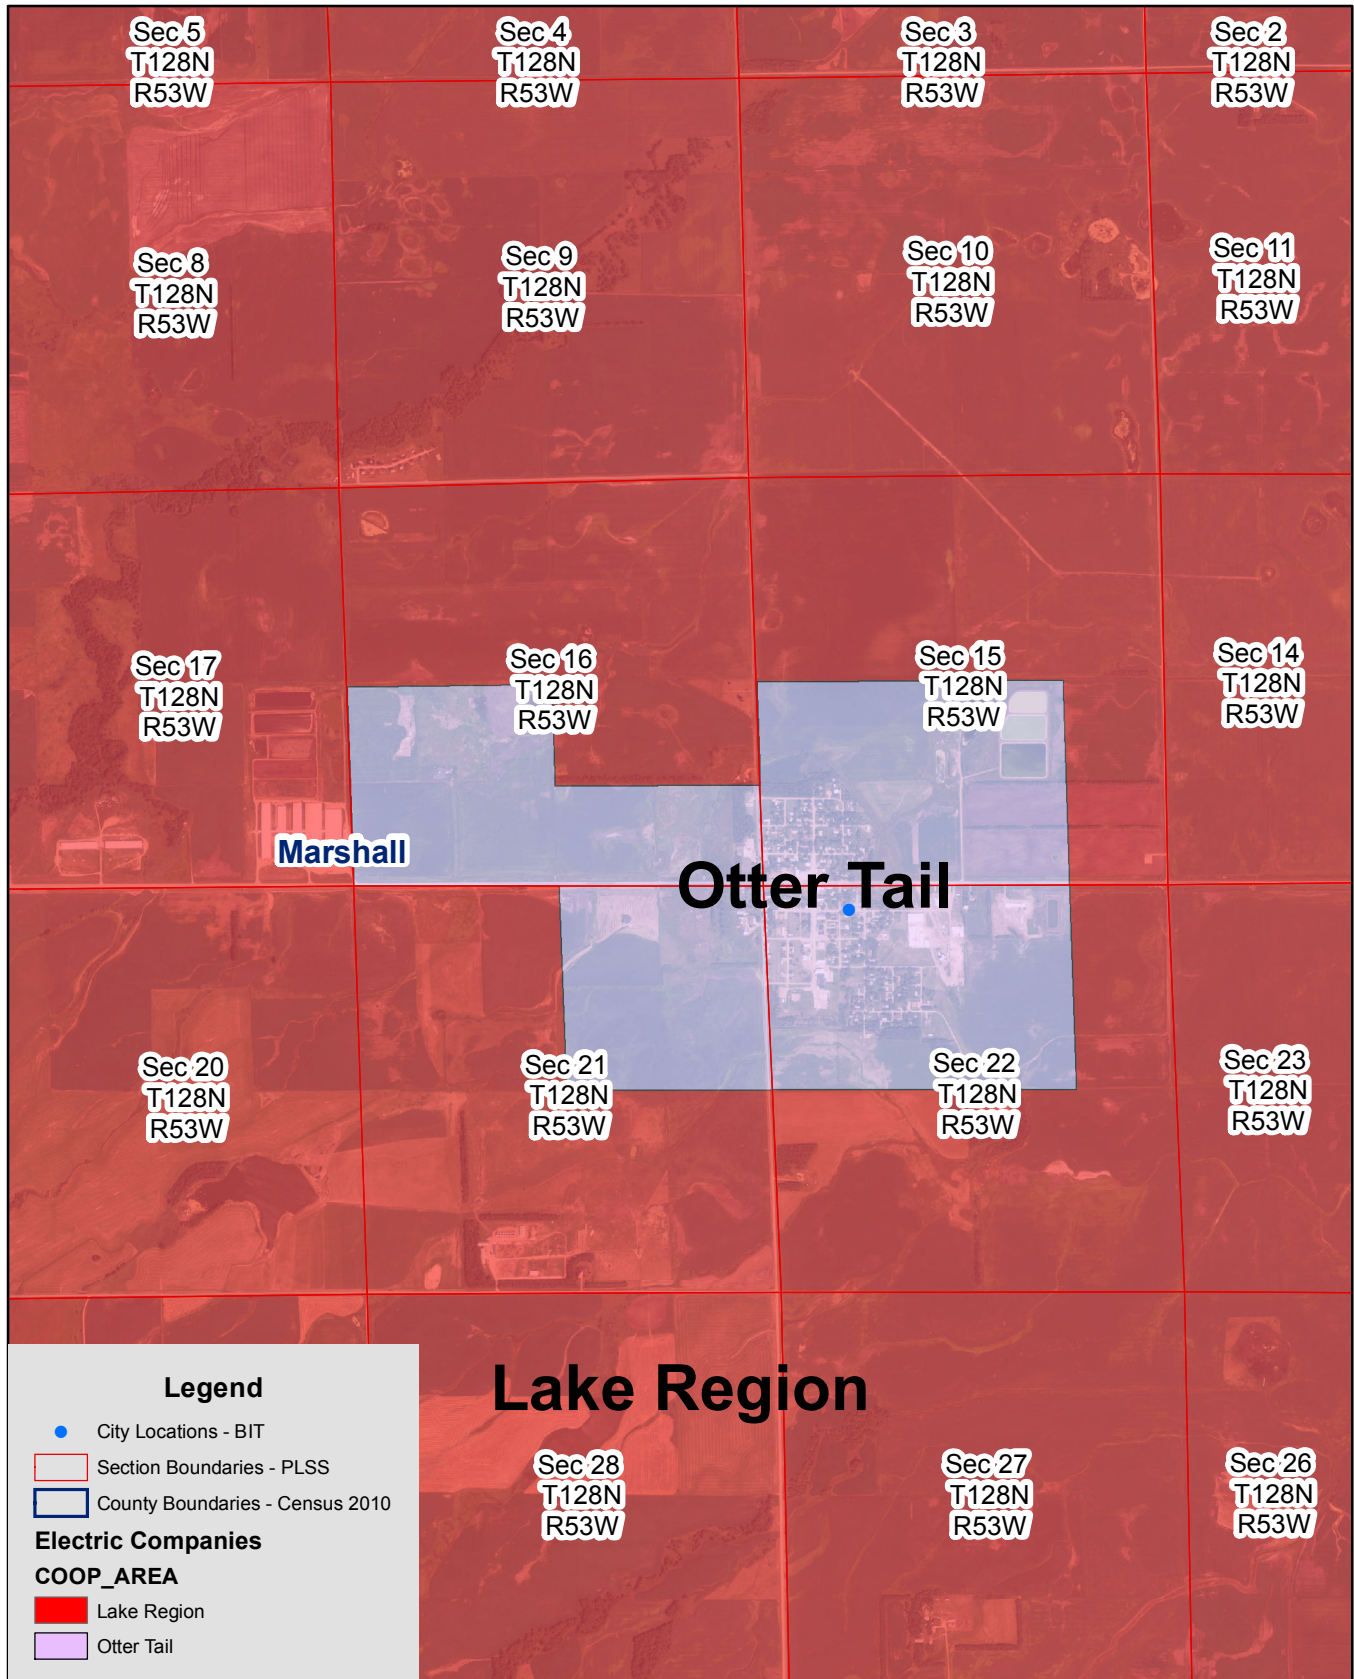 Sec 5
T128N
R53W
Sec 4
T128N
R53W
Sec 3
T128N
R53W
Sec 2
T128N
R53W
Sec 8
T128N
R53W
Sec 9
T128N
R53W
Sec 10
T128N
R53W
Sec 11
T128N
R53W
Sec 17
T128N
R53W
Sec 16
T128N
R53W
Sec 15
T128N
R53W
Sec 14
T128N
R53W
Marshall
Otter Tail
Sec 20
T128N
R53W
Sec 21
T128N
R53W
Sec 22
T128N
R53W
Sec 23
T128N
R53W
Lake Region
Sec 28
T128N
R53W
Sec 27
T128N
R53W
Sec 26
T128N
R53W
Legend
City Locations - BIT
Section Boundaries - PLSS
County Boundaries - Census 2010
Electric Companies
COOP_AREA
Lake Region
Otter Tail